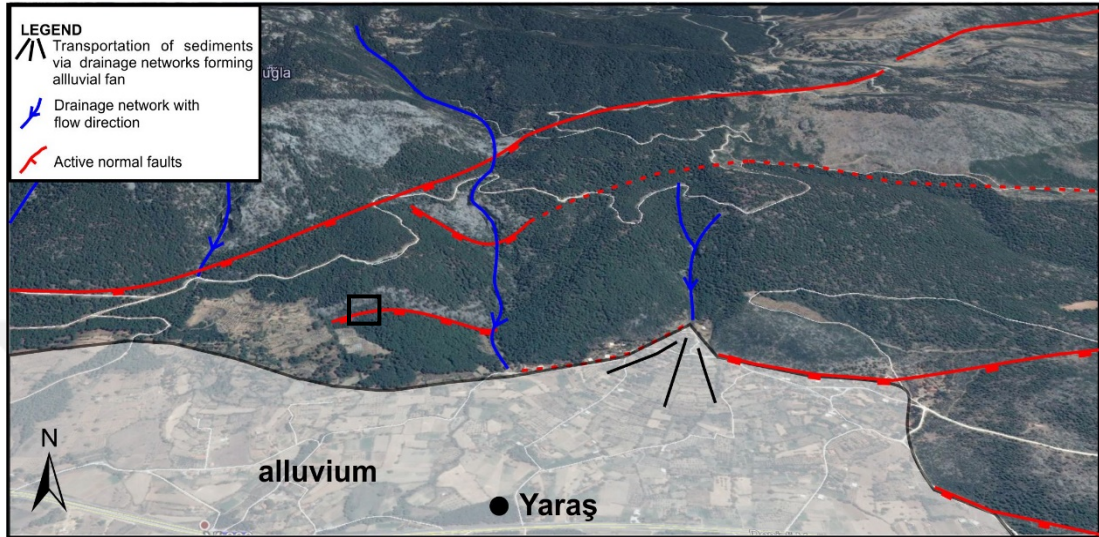 LEGEND
Transportation of sediments
via drainage networks forming
allluvial fan
uğla
Drainage network with
flow direction
Active normal faults
N
alluvium
Yaraş